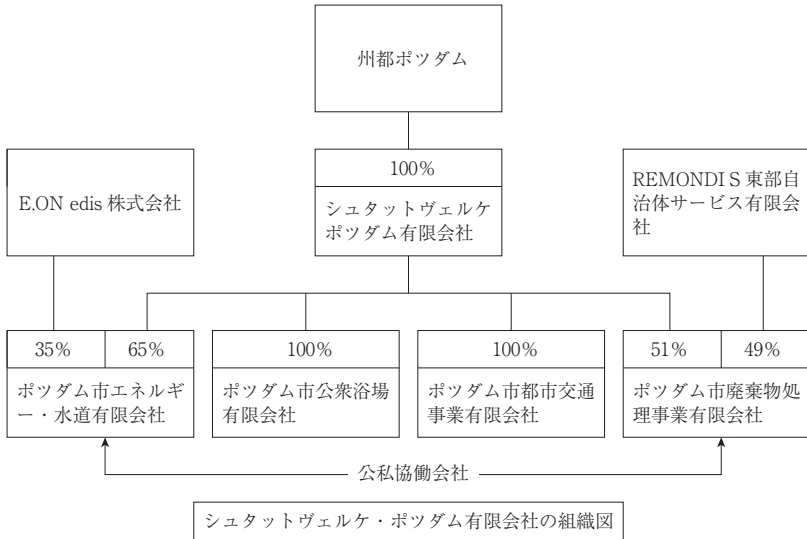 州都ポツダム
100%
E.ON edis 株式会社
シュタットヴェルケ
ポツダム有限会社
REMONDIS 東部自
治体サービス有限会
社
35%
65%
100%
100%
51%
49%
ポツダム市エネルギ
ー・水道有限会社
ポツダム市公衆浴場
有限会社
ポツダム市都市交通
事業有限会社
ポツダム市廃棄物処
理事業有限会社
公私協働会社
シュタットヴェルケ・ポツダム有限会社の組織図